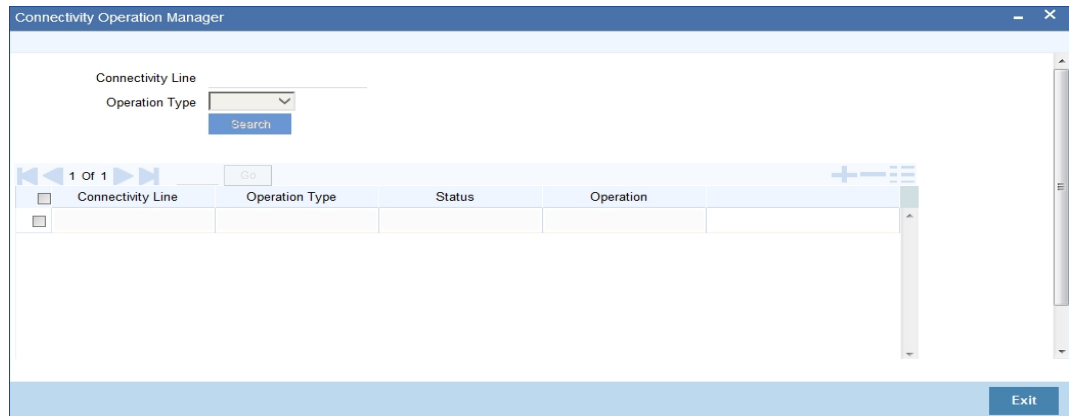 Connectivity Operation Manager
Connectivity Line
Operation Type
Search
1 Of 1
Go
Connectivity Line Operation Type Status Operation
Exit